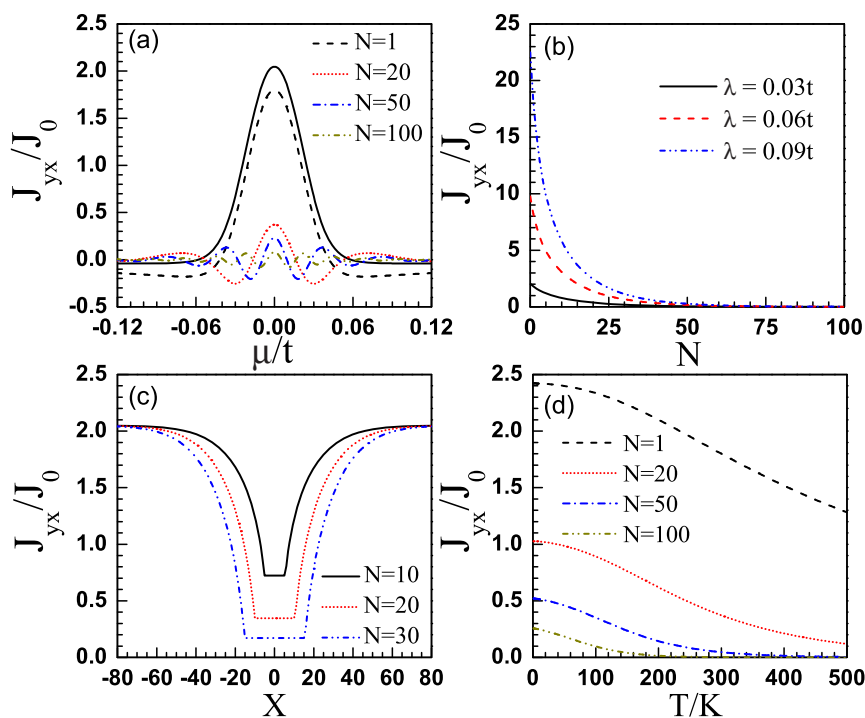 (a)
N=1
N=20
N=50
N=100
J_yx/J_0
2.5
2.0
1.5
1.0
0.5
0.0
-0.5
-0.12 -0.06 0.00 0.06 0.12
μ/t
(b)
λ = 0.03t
λ = 0.06t
λ = 0.09t
J_yx/J_0
25
20
15
10
5
0
0 25 50 75 100
N
(c)
N=10
N=20
N=30
J_yx/J_0
2.5
2.0
1.5
1.0
0.5
0.0
-80 -60 -40 -20 0 20 40 60 80
X
(d)
N=1
N=20
N=50
N=100
J_yx/J_0
2.5
2.0
1.5
1.0
0.5
0.0
0 100 200 300 400 500
T/K